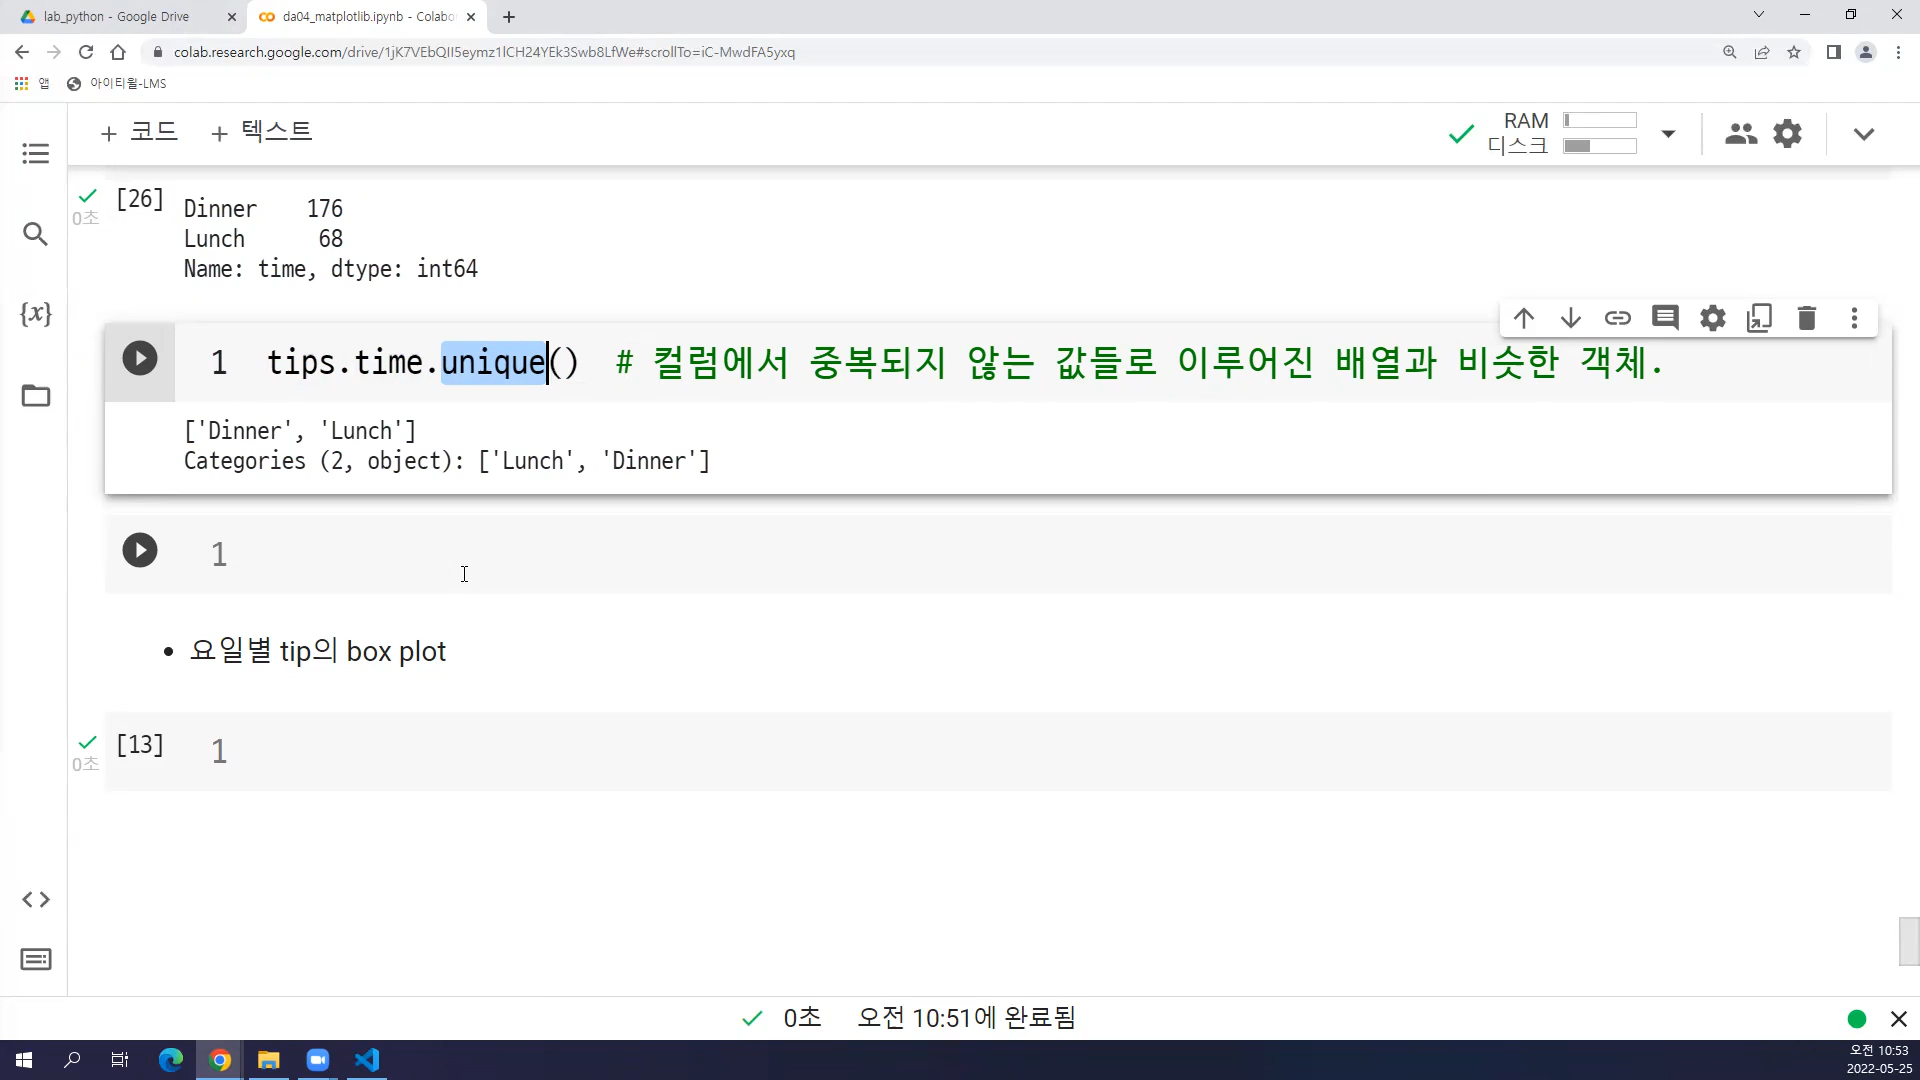 lab_python - Google Drive
da04_matplotlib.ipynb - Colabo
colab.research.google.com/drive/1jK7VEbQII5eymz1lCH24YEk3Swb8LfWe#scrollTo=iC-MwdFA5yxq
앱
아이티윌-LMS
+ 코드
+ 텍스트
RAM
디스크
[26]
0초
Dinner 176
Lunch 68
Name: time, dtype: int64
1 tips.time.unique() # 컬럼에서 중복되지 않는 값들로 이루어진 배열과 비슷한 객체.
['Dinner', 'Lunch']
Categories (2, object): ['Lunch', 'Dinner']
1
• 요일별 tip의 box plot
[13] 1
0초
0초 오전 10:51에 완료됨
오전 10:53
2022-05-25